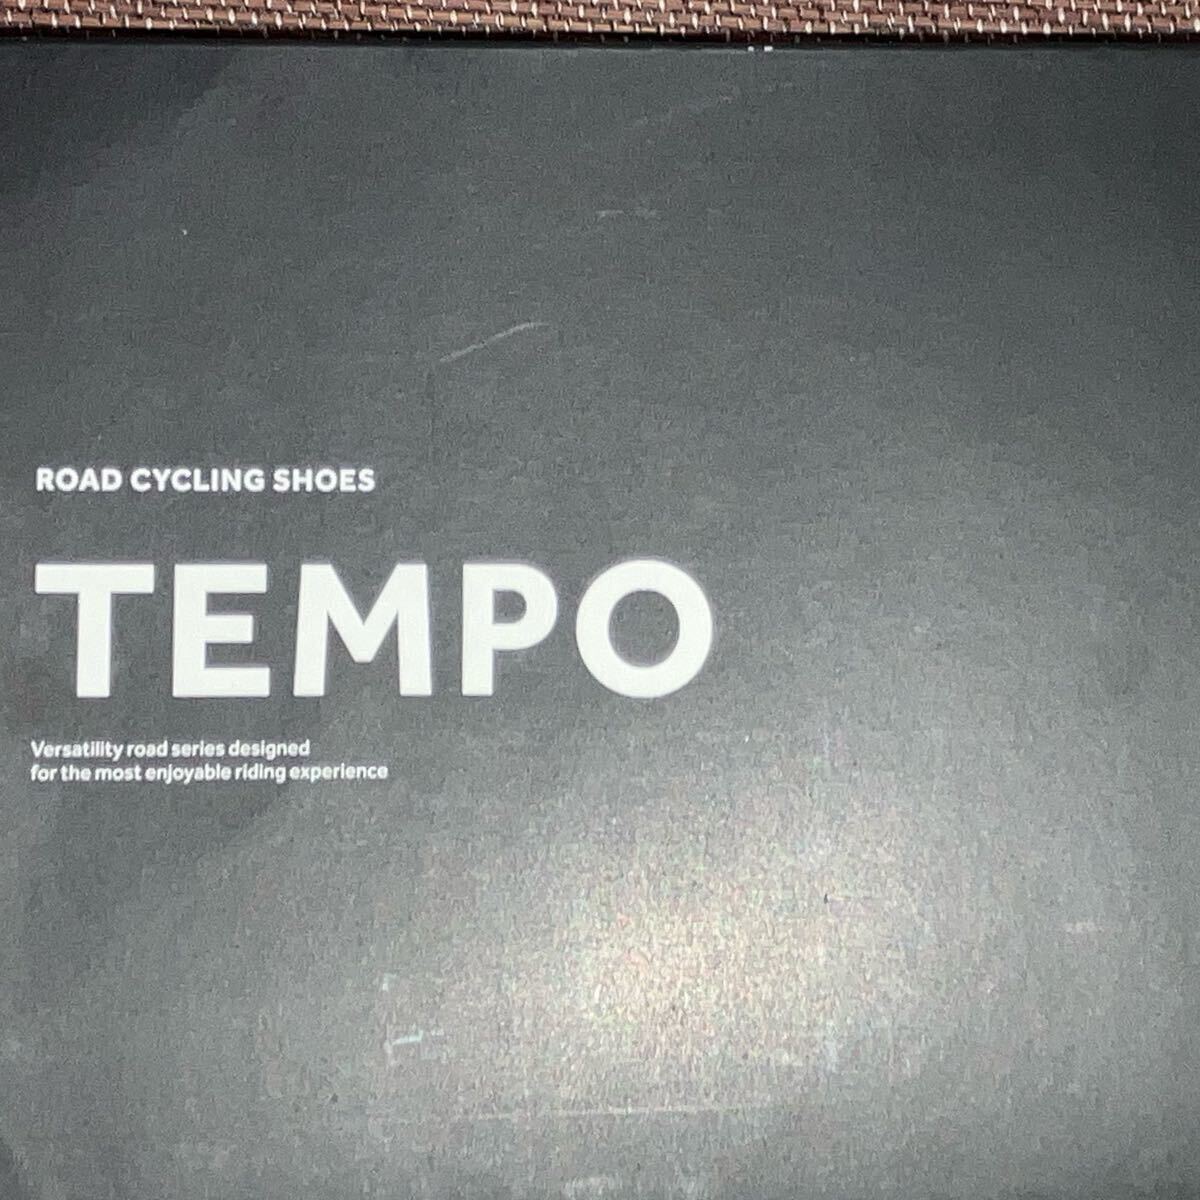 ROAD CYCLING SHOES
TEMPO
Versatility road series designed
for the most enjoyable riding experience